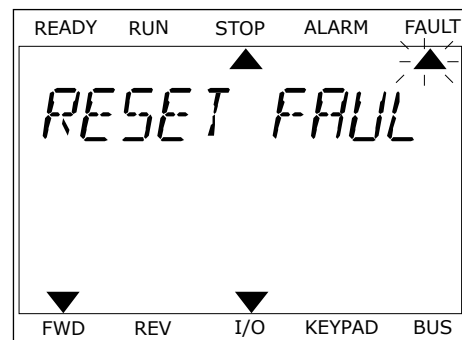 READY RUN STOP ALARM FAULT
RESET FAUL
FWD REV I/O KEYPAD BUS